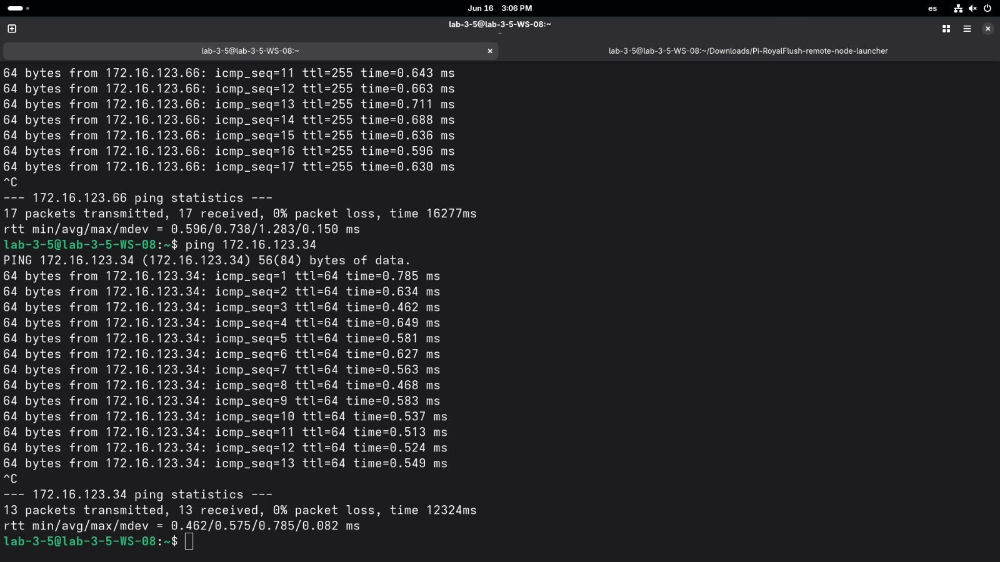 Jun 16 3:06 PM
es
lab-3-5@lab-3-5-WS-08:~
~
lab-3-5@lab-3-5-WS-08:~
lab-3-5@lab-3-5-WS-08:~/Downloads/Pi-RoyalFlush-remote-node-launcher
64 bytes from 172.16.123.66: icmp_seq=11 ttl=255 time=0.643 ms
64 bytes from 172.16.123.66: icmp_seq=12 ttl=255 time=0.663 ms
64 bytes from 172.16.123.66: icmp_seq=13 ttl=255 time=0.711 ms
64 bytes from 172.16.123.66: icmp_seq=14 ttl=255 time=0.688 ms
64 bytes from 172.16.123.66: icmp_seq=15 ttl=255 time=0.636 ms
64 bytes from 172.16.123.66: icmp_seq=16 ttl=255 time=0.596 ms
64 bytes from 172.16.123.66: icmp_seq=17 ttl=255 time=0.630 ms
^C
--- 172.16.123.66 ping statistics ---
17 packets transmitted, 17 received, 0% packet loss, time 16277ms
rtt min/avg/max/mdev = 0.596/0.738/1.283/0.150 ms
lab-3-5@lab-3-5-WS-08:~$ ping 172.16.123.34
PING 172.16.123.34 (172.16.123.34) 56(84) bytes of data.
64 bytes from 172.16.123.34: icmp_seq=1 ttl=64 time=0.785 ms
64 bytes from 172.16.123.34: icmp_seq=2 ttl=64 time=0.634 ms
64 bytes from 172.16.123.34: icmp_seq=3 ttl=64 time=0.462 ms
64 bytes from 172.16.123.34: icmp_seq=4 ttl=64 time=0.649 ms
64 bytes from 172.16.123.34: icmp_seq=5 ttl=64 time=0.581 ms
64 bytes from 172.16.123.34: icmp_seq=6 ttl=64 time=0.627 ms
64 bytes from 172.16.123.34: icmp_seq=7 ttl=64 time=0.563 ms
64 bytes from 172.16.123.34: icmp_seq=8 ttl=64 time=0.468 ms
64 bytes from 172.16.123.34: icmp_seq=9 ttl=64 time=0.583 ms
64 bytes from 172.16.123.34: icmp_seq=10 ttl=64 time=0.537 ms
64 bytes from 172.16.123.34: icmp_seq=11 ttl=64 time=0.513 ms
64 bytes from 172.16.123.34: icmp_seq=12 ttl=64 time=0.524 ms
64 bytes from 172.16.123.34: icmp_seq=13 ttl=64 time=0.549 ms
^C
--- 172.16.123.34 ping statistics ---
13 packets transmitted, 13 received, 0% packet loss, time 12324ms
rtt min/avg/max/mdev = 0.462/0.575/0.785/0.082 ms
lab-3-5@lab-3-5-WS-08:~$